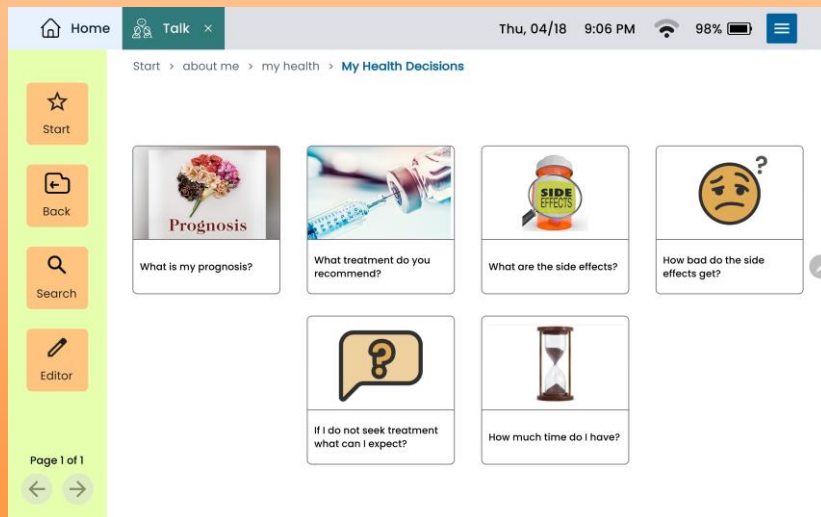 Home
Talk ×
Thu, 04/18 9:06 PM 98%
Start > about me > my health > My Health Decisions
Start
Back
Search
Editor
Page 1 of 1
Prognosis
What is my prognosis?
What treatment do you
recommend?
SIDE
EFFECTS
What are the side effects?
?
How bad do the side
effects get?
?
If I do not seek treatment
what can I expect?
How much time do I have?